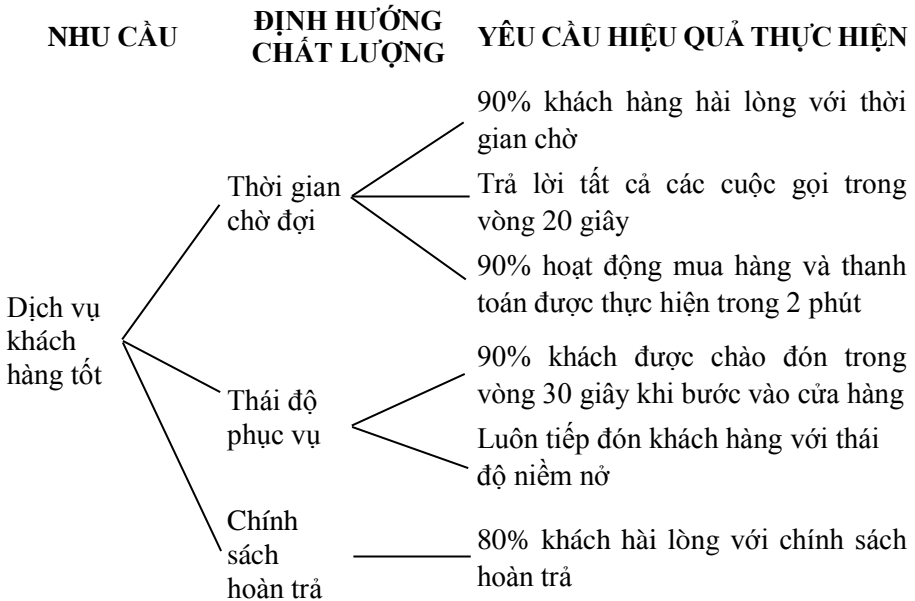 NHU CẦU
ĐỊNH HƯỚNG
CHẤT LƯỢNG
YÊU CẦU HIỆU QUẢ THỰC HIỆN
Dịch vụ
khách
hàng tốt
Thời gian
chờ đợi
90% khách hàng hài lòng với thời
gian chờ
Trả lời tất cả các cuộc gọi trong
vòng 20 giây
90% hoạt động mua hàng và thanh
toán được thực hiện trong 2 phút
Thái độ
phục vụ
90% khách được chào đón trong
vòng 30 giây khi bước vào cửa hàng
Luôn tiếp đón khách hàng với thái
độ niềm nở
Chính
sách
hoàn trả
80% khách hài lòng với chính sách
hoàn trả